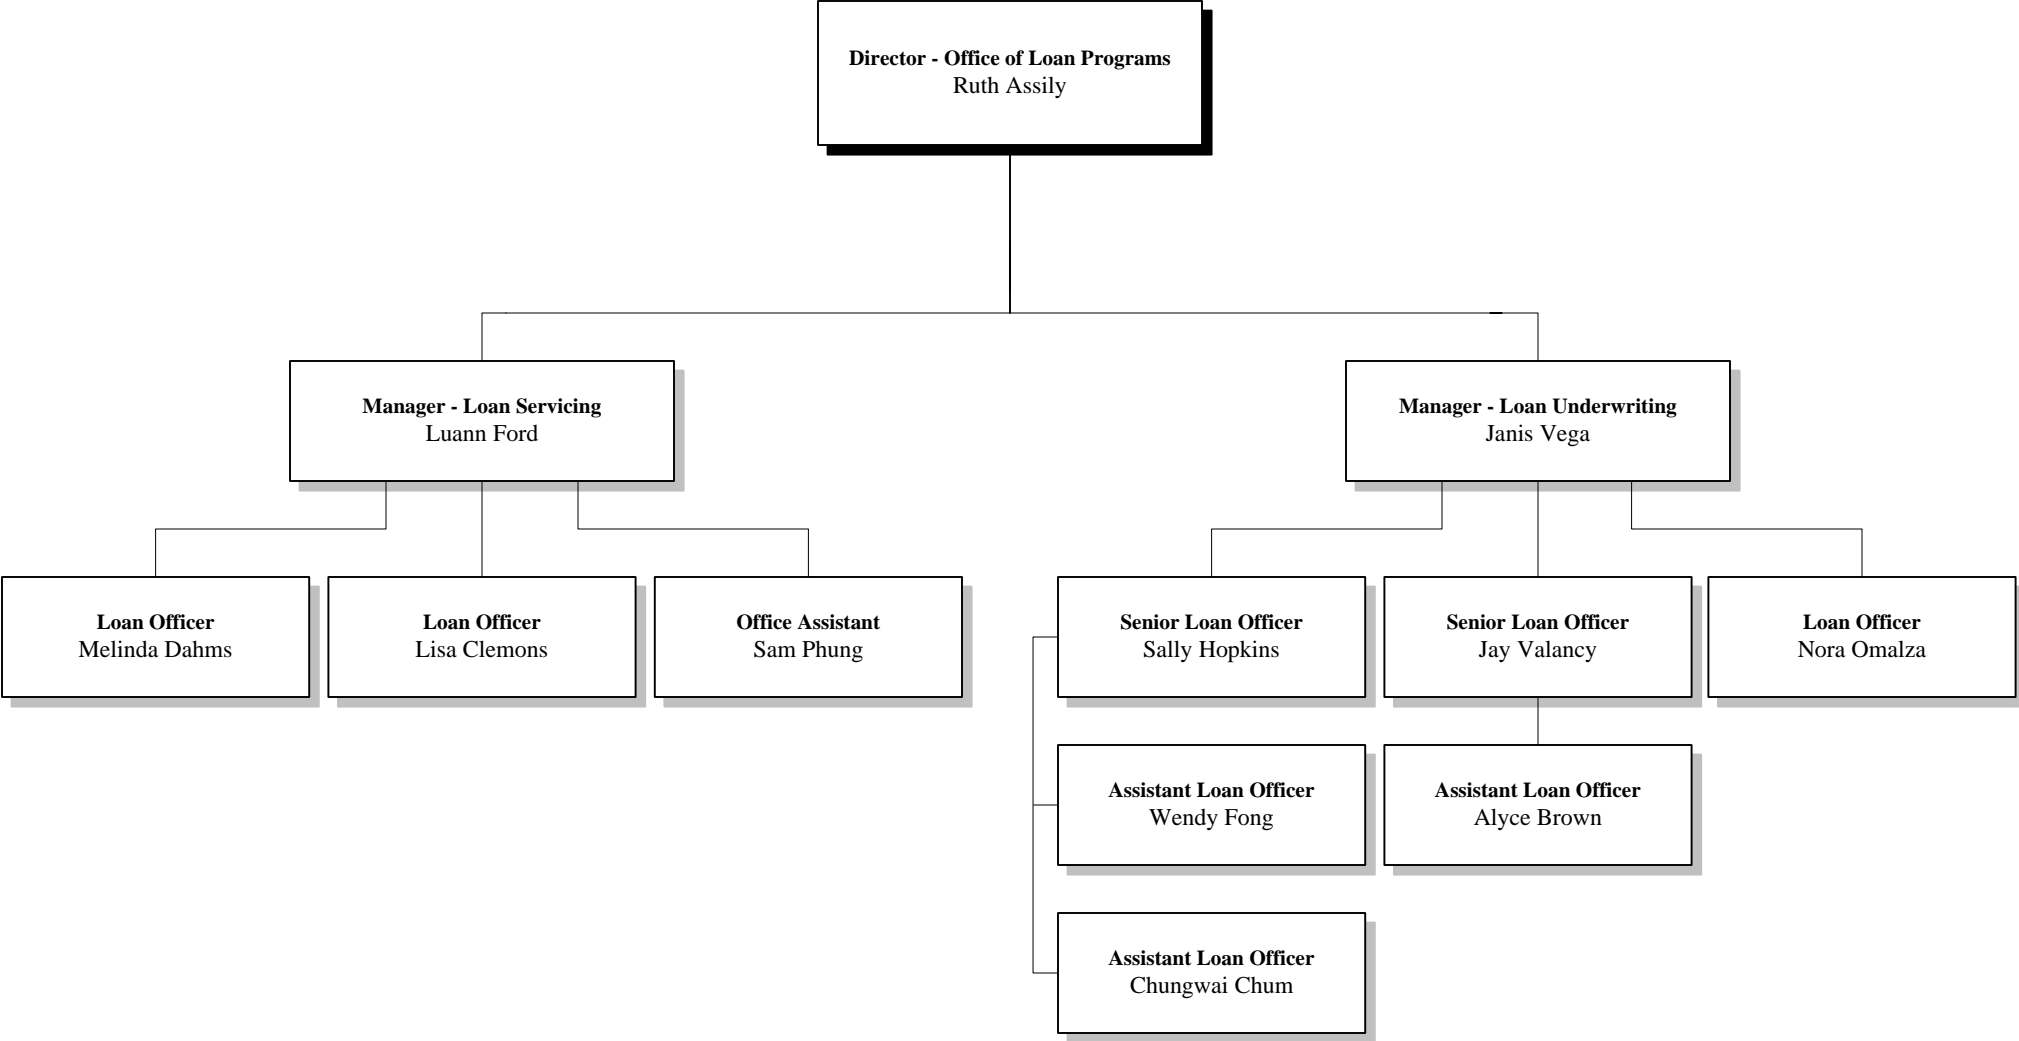 Director - Office of Loan Programs
Ruth Assily
Manager - Loan Servicing
Luann Ford
Manager - Loan Underwriting
Janis Vega
Loan Officer
Melinda Dahms
Loan Officer
Lisa Clemons
Office Assistant
Sam Phung
Senior Loan Officer
Sally Hopkins
Senior Loan Officer
Jay Valancy
Loan Officer
Nora Omalza
Assistant Loan Officer
Wendy Fong
Assistant Loan Officer
Alyce Brown
Assistant Loan Officer
Chungwai Chum